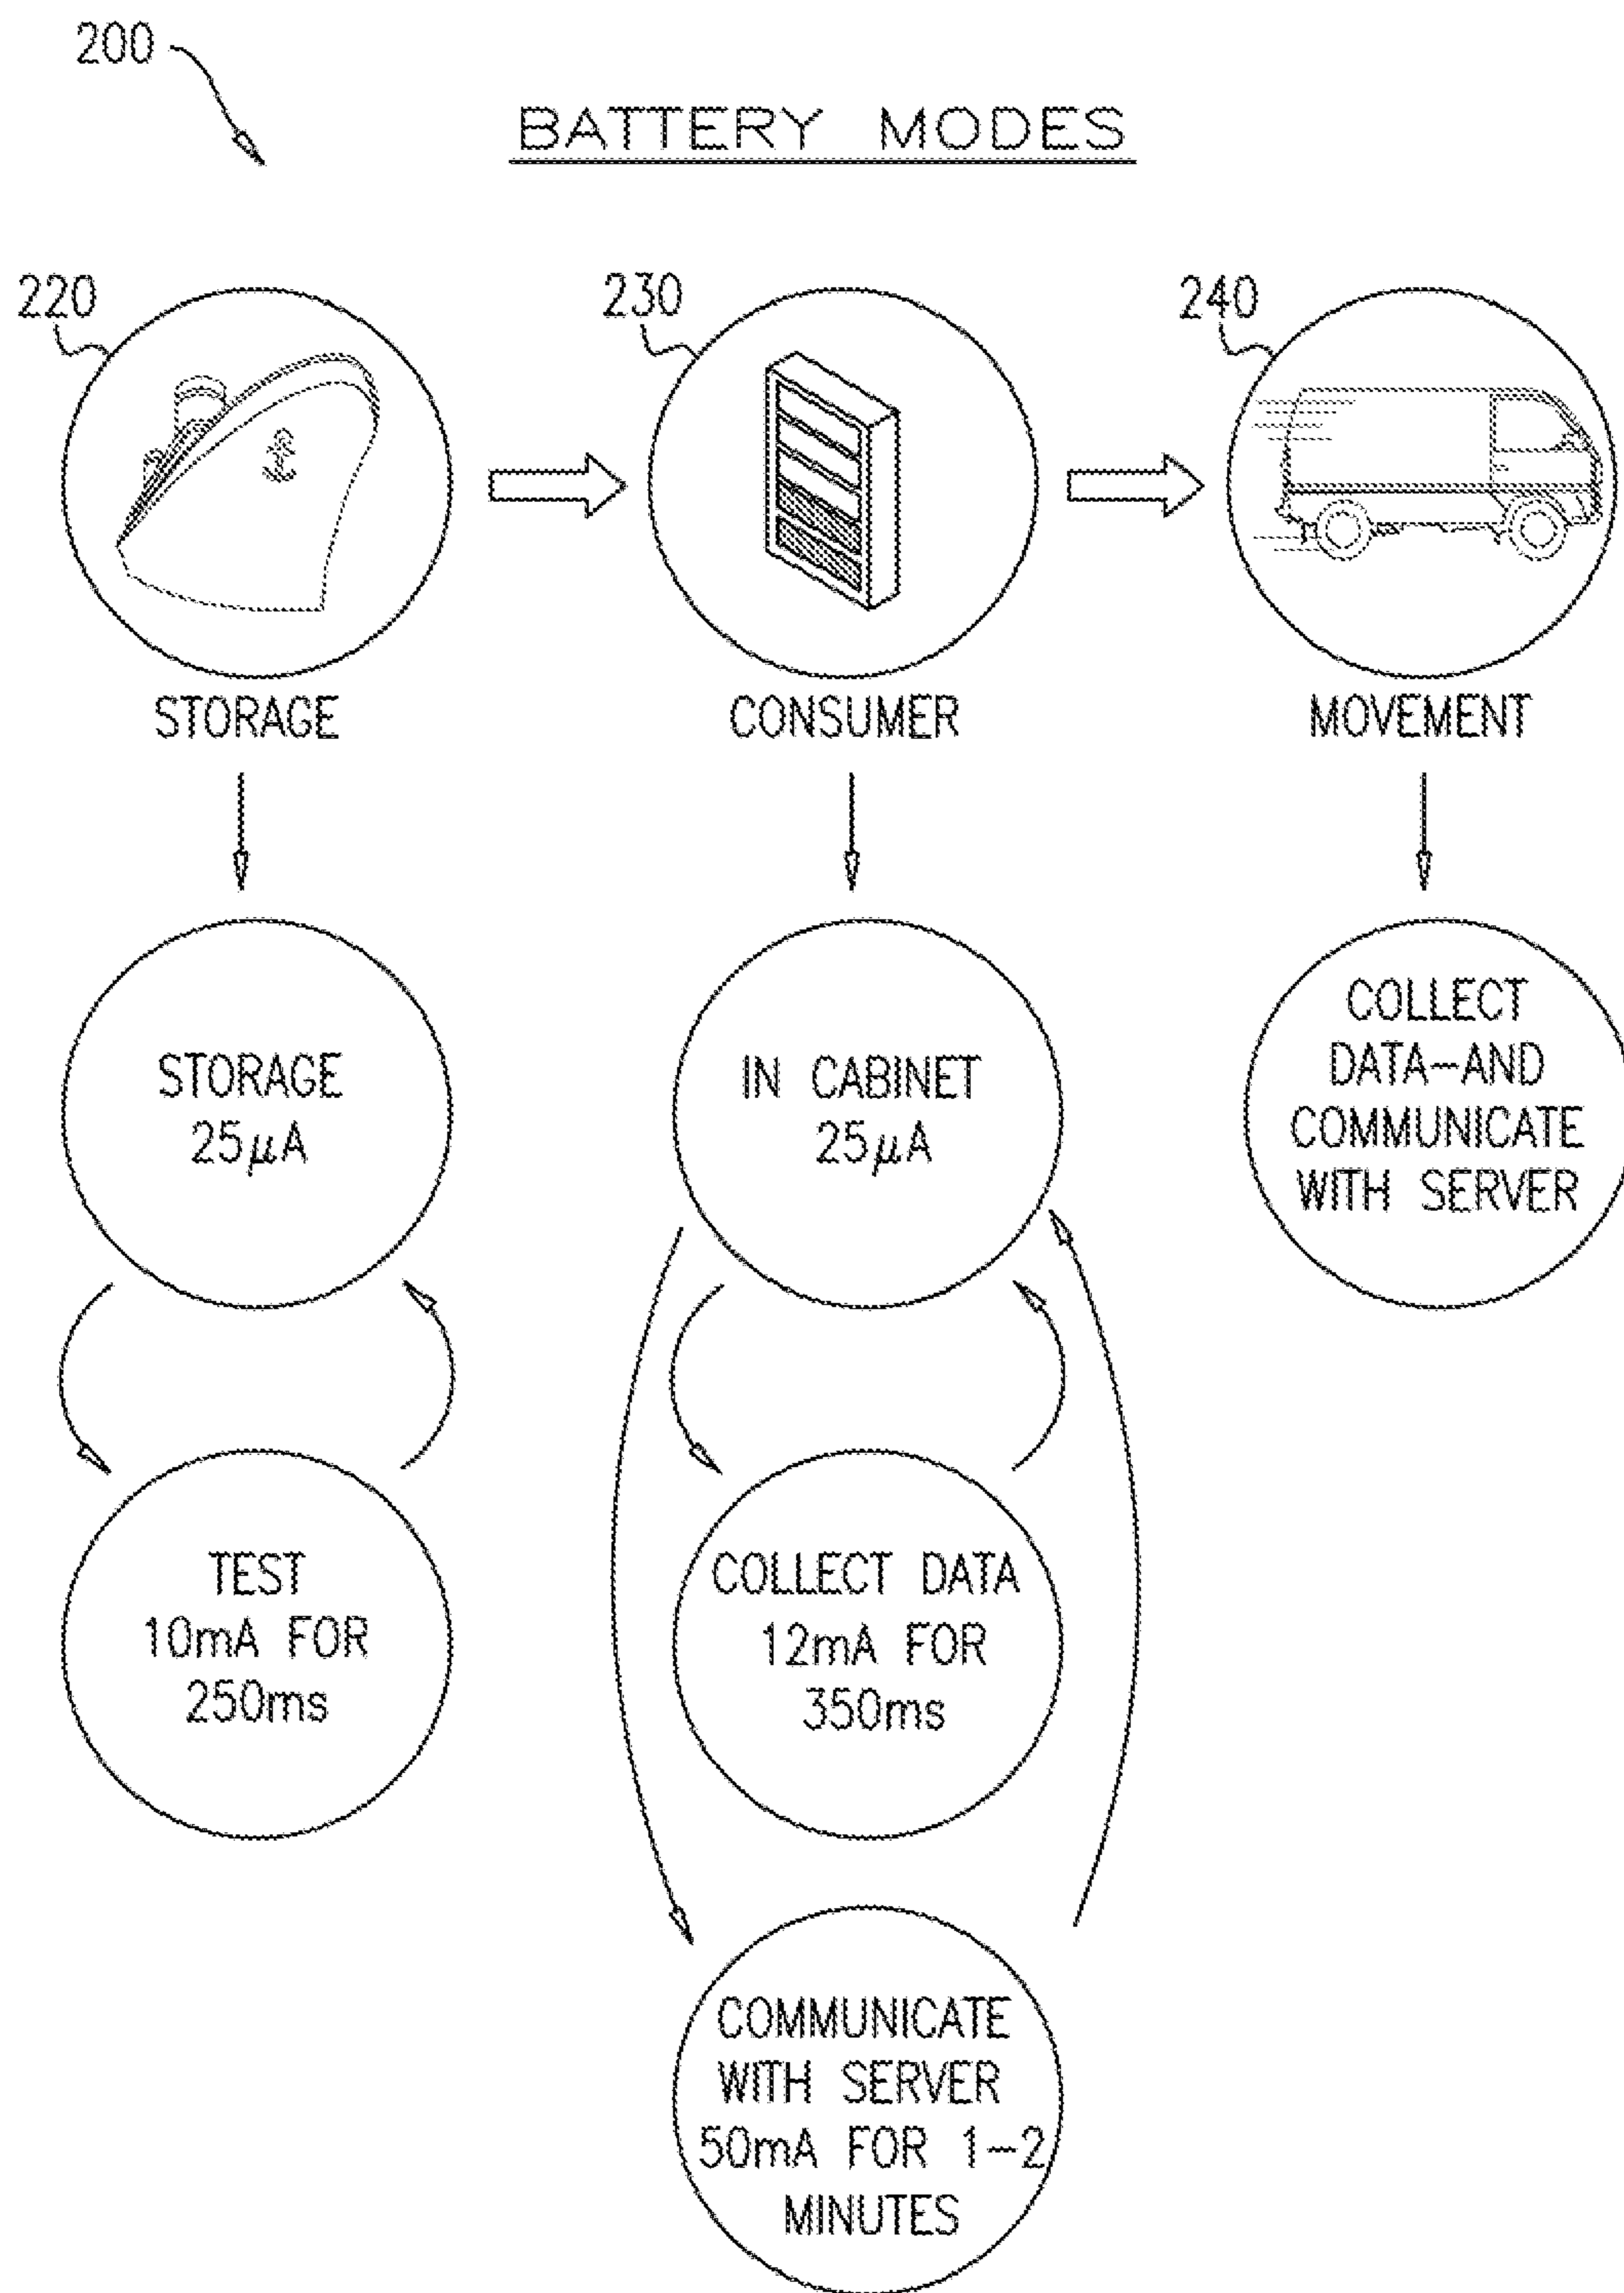 200
BATTERY MODES
220
230
240
STORAGE
CONSUMER
MOVEMENT
STORAGE
25μA
IN CABINET
25μA
COLLECT
DATA-AND
COMMUNICATE
WITH SERVER
TEST
10mA FOR
250ms
COLLECT DATA
12mA FOR
350ms
COMMUNICATE
WITH SERVER
50mA FOR 1-2
MINUTES